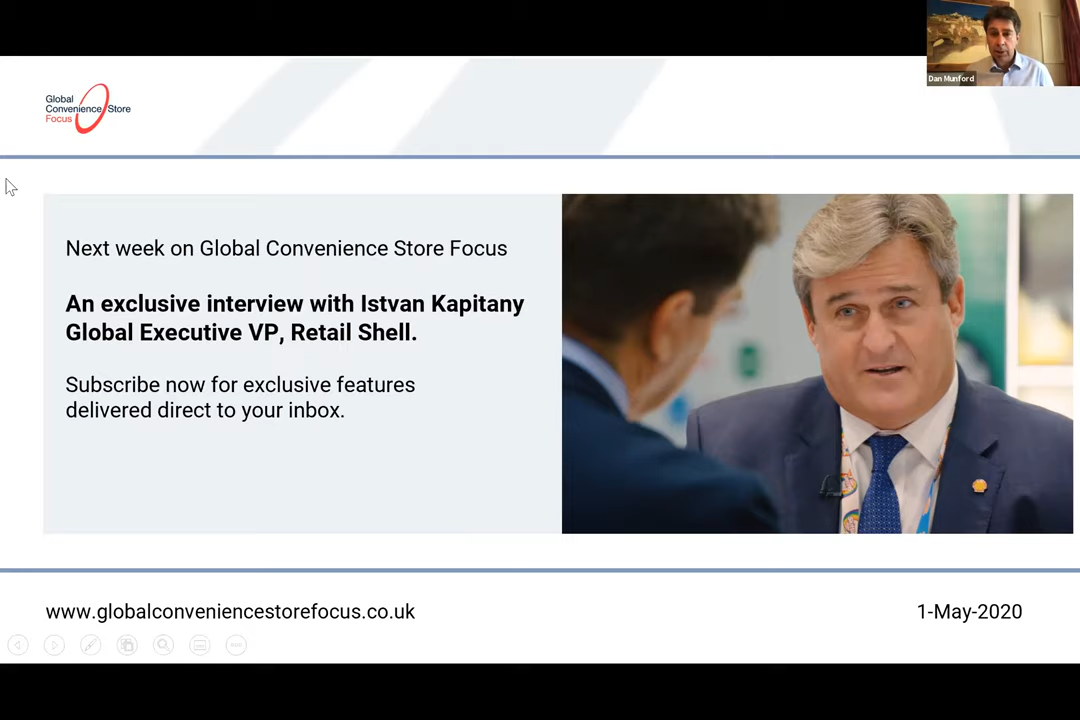 Dan Munford
Global
Convenience Store
Focus
Next week on Global Convenience Store Focus
An exclusive interview with Istvan Kapitany
Global Executive VP, Retail Shell.
Subscribe now for exclusive features
delivered direct to your inbox.
www.globalconveniencestorefocus.co.uk
1-May-2020